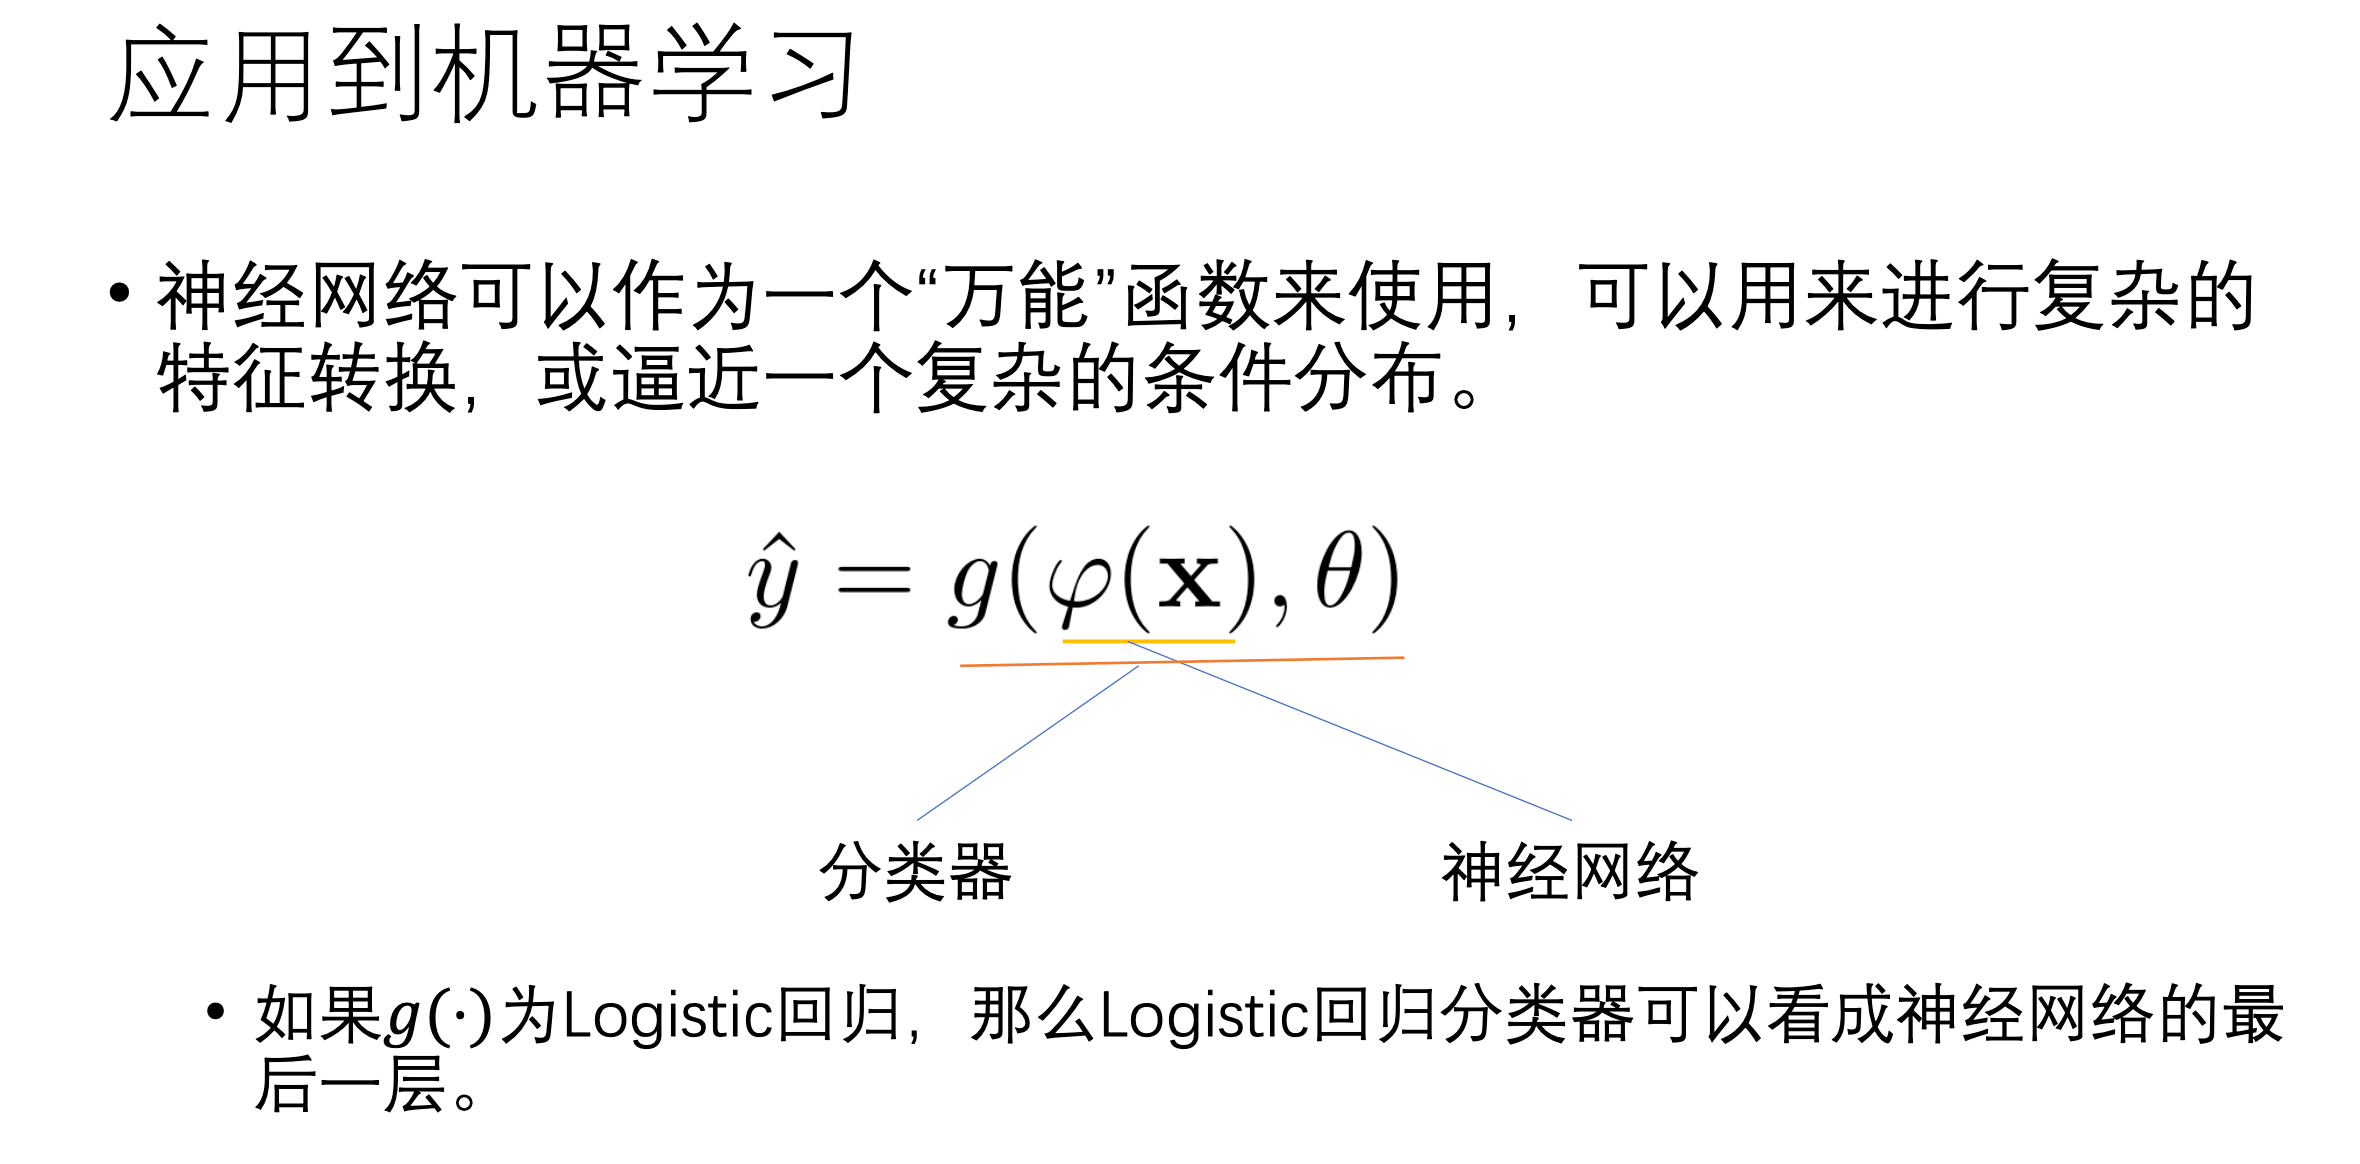 应用到机器学习
• 神经网络可以作为一个“万能”函数来使用，可以用来进行复杂的
特征转换，或逼近一个复杂的条件分布。
ŷ = g(φ(𝐱), θ)
分类器 神经网络
• 如果g(·)为Logistic回归，那么Logistic回归分类器可以看成神经网络的最
后一层。